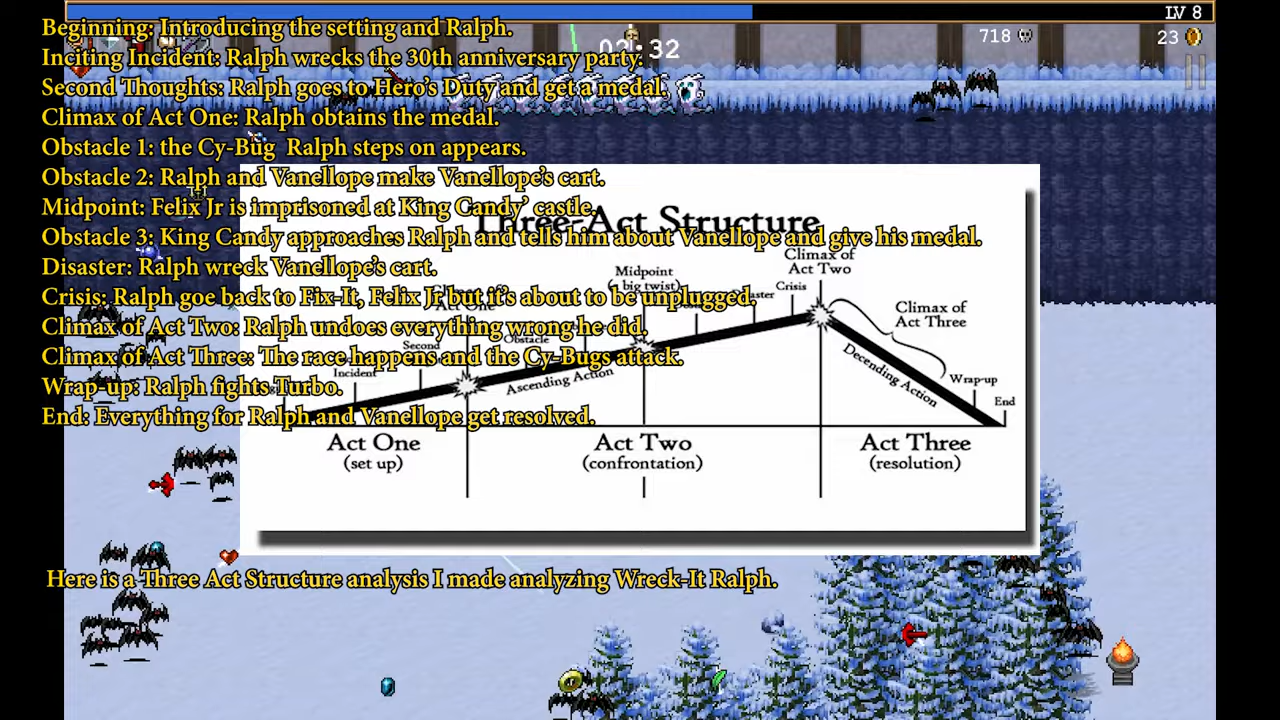 LV 8
Beginning: Introducing the setting and Ralph.
718
23
02:32
Inciting Incident: Ralph wrecks the 30th anniversary party.
Second Thoughts: Ralph goes to Hero's Duty and get a medal.
Climax of Act One: Ralph obtains the medal.
Obstacle 1: the Cy-Bug Ralph steps on appears.
Obstacle 2: Ralph and Vanellope make Vanellope's cart.
Midpoint: Felix Jr is imprisoned at King Candy' castle.
Three-Act Structure
Obstacle 3: King Candy approaches Ralph and tells him about Vanellope and give his medal.
Disaster: Ralph wreck Vanellope's cart.
Crisis: Ralph goe back to Fix-It, Felix Jr but it's about to be unplugged.
Climax of Act Two: Ralph undoes everything wrong he did.
Climax of Act Three: The race happens and the Cy-Bugs attack.
Wrap-up: Ralph fights Turbo.
End: Everything for Ralph and Vanellope get resolved.
Climax of
Act Two
Midpoint
Crisis
Act One
Climax of
Act Three
Second
Obstacle
Incident
Ascending Action
Decending Action
Wrap-up
End
Act One
(set up)
Act Two
(confrontation)
Act Three
(resolution)
Here is a Three Act Structure analysis I made analyzing Wreck-It Ralph.